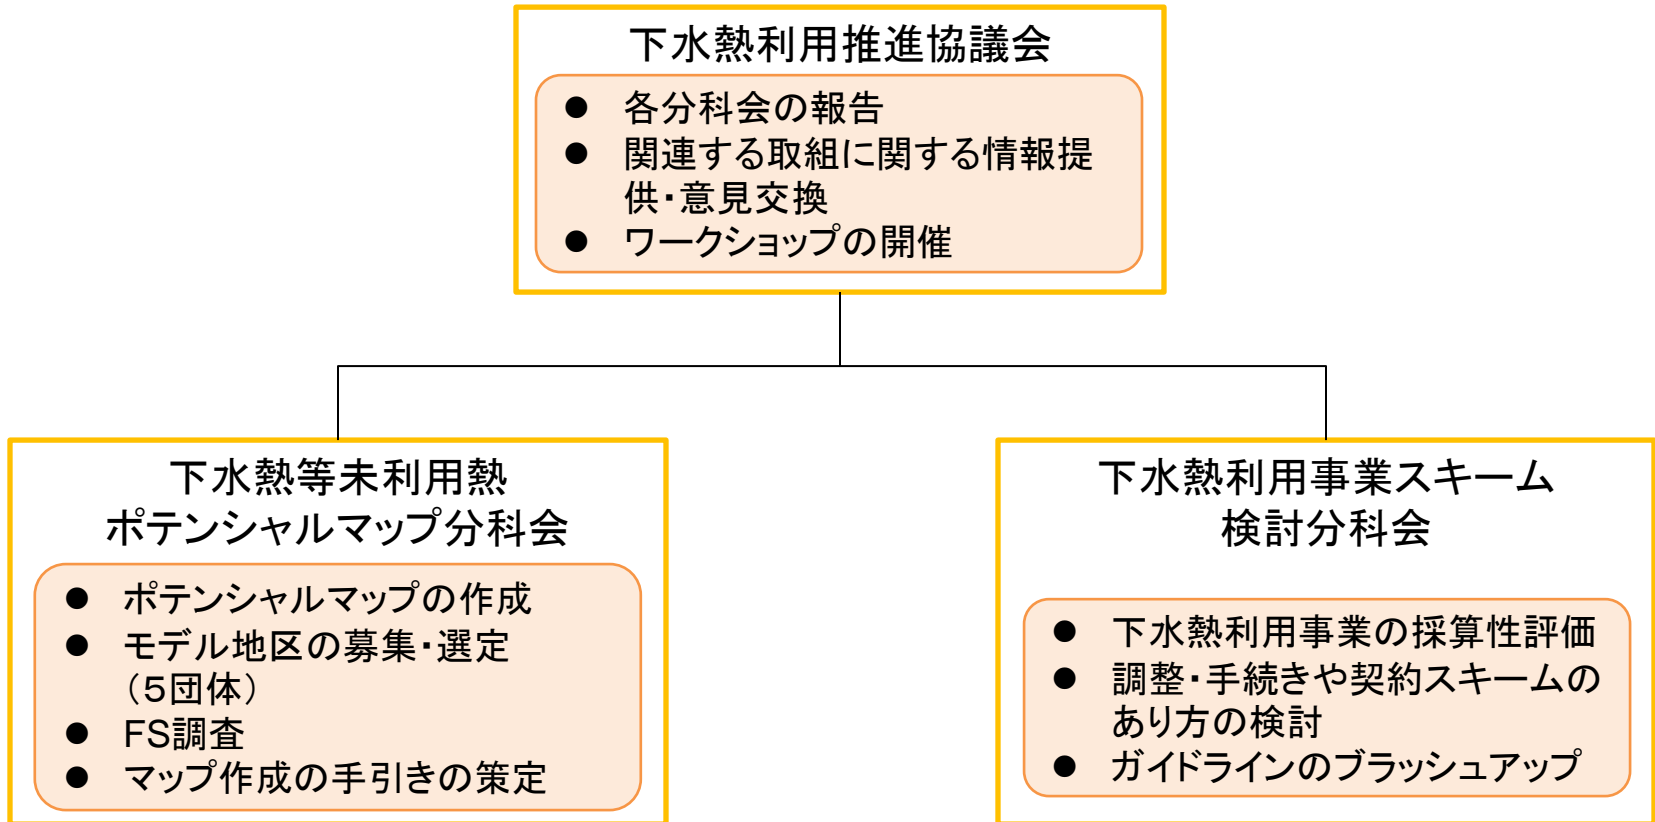 下水熱利用推進協議会
● 各分科会の報告
● 関連する取組に関する情報提
供・意見交換
● ワークショップの開催
下水熱等未利用熱
ポテンシャルマップ分科会
● ポテンシャルマップの作成
● モデル地区の募集・選定
（５団体）
● FS調査
● マップ作成の手引きの策定
下水熱利用事業スキーム
検討分科会
● 下水熱利用事業の採算性評価
● 調整・手続きや契約スキームの
あり方の検討
● ガイドラインのブラッシュアップ